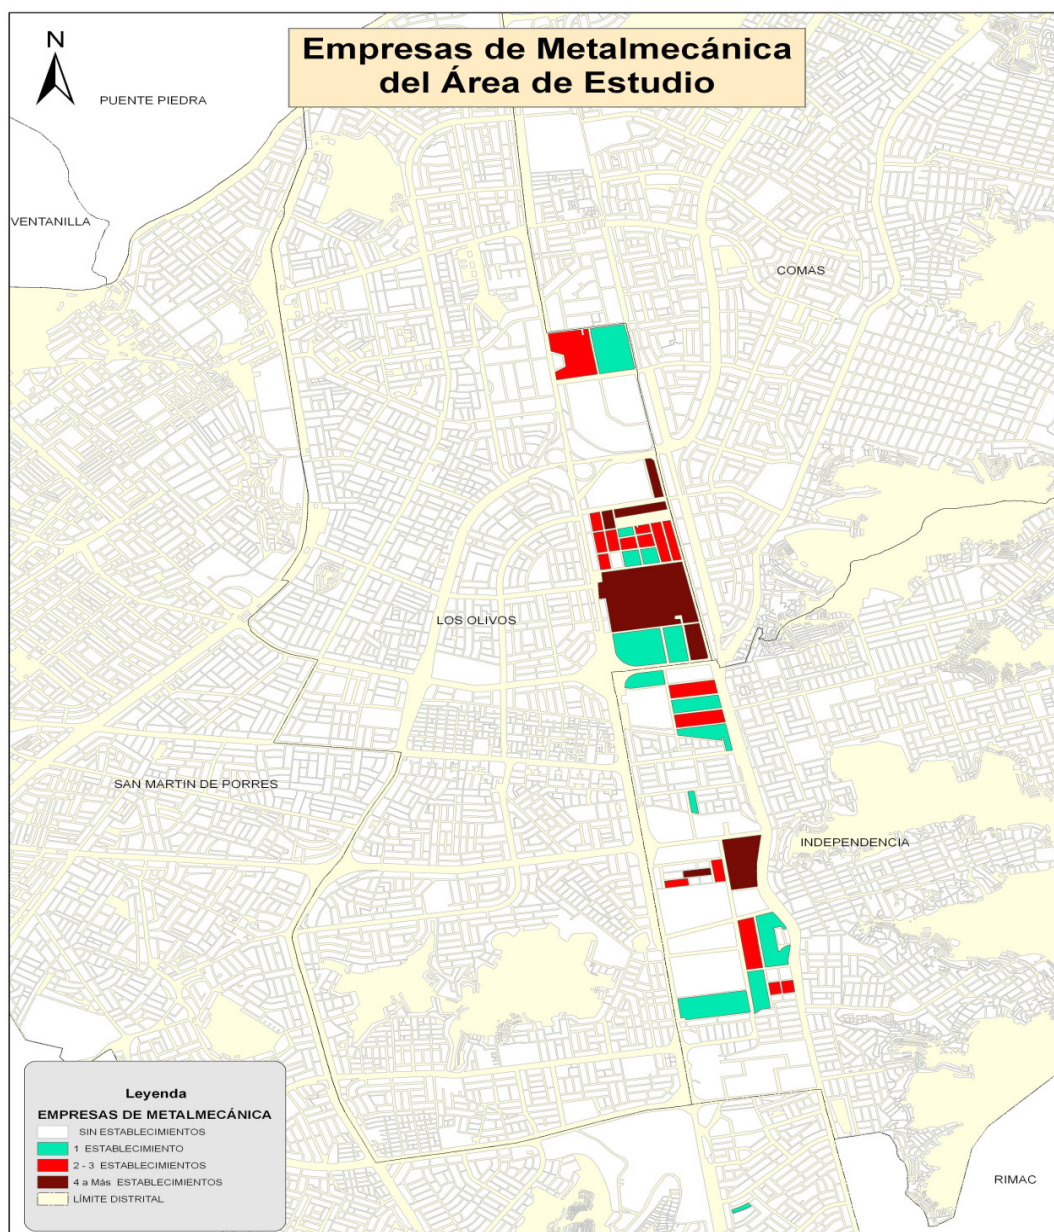 Empresas de Metalmecánica
del Área de Estudio
N
PUENTE PIEDRA
VENTANILLA
COMAS
LOS OLIVOS
SAN MARTIN DE PORRES
INDEPENDENCIA
RIMAC
Leyenda
EMPRESAS DE METALMECÁNICA
SIN ESTABLECIMIENTOS
1 ESTABLECIMIENTO
2 - 3 ESTABLECIMIENTOS
4 a Más ESTABLECIMIENTOS
LÍMITE DISTRITAL